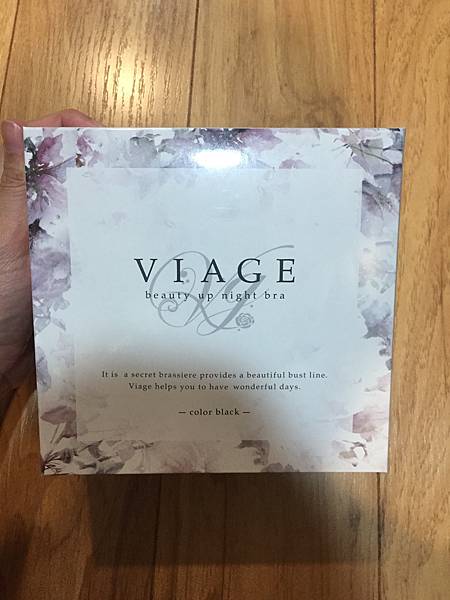 VIAGE
beauty up night bra
It is a secret brassiere provides a beautiful bust line.
Viage helps you to have wonderful days.
— color black —